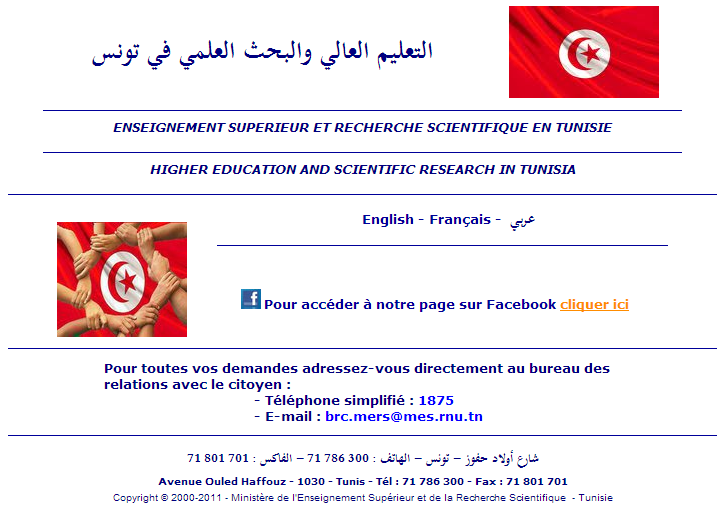 التعليم العالي والبحث العلمي في تونس
ENSEIGNEMENT SUPERIEUR ET RECHERCHE SCIENTIFIQUE EN TUNISIE
HIGHER EDUCATION AND SCIENTIFIC RESEARCH IN TUNISIA
English - Français - عربي
Pour accéder à notre page sur Facebook cliquer ici
Pour toutes vos demandes adressez-vous directement au bureau des
relations avec le citoyen :
- Téléphone simplifié : 1875
- E-mail : brc.mers@mes.rnu.tn
شارع أولاد حفوز – تونس – الهاتف : 300 786 71 – الفاكس : 701 801 71
Avenue Ouled Haffouz - 1030 - Tunis - Tél : 71 786 300 - Fax : 71 801 701
Copyright © 2000-2011 - Ministère de l'Enseignement Supérieur et de la Recherche Scientifique - Tunisie